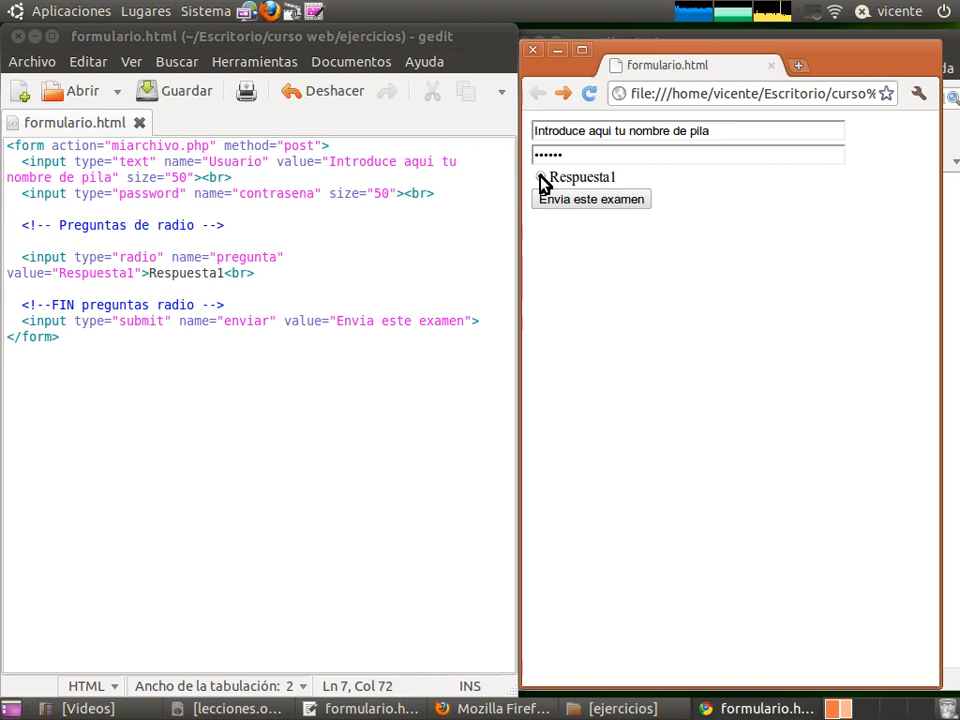 Aplicaciones Lugares Sistema vicente
formulario.html (~/Escritorio/curso web/ejercicios) - gedit
Archivo Editar Ver Buscar Herramientas Documentos Ayuda
Abrir Guardar Deshacer
formulario.html
<form action="miarchivo.php" method="post">
<input type="text" name="Usuario" value="Introduce aqui tu
nombre de pila" size="50"><br>
<input type="password" name="contrasena" size="50"><br>
<!-- Preguntas de radio -->
<input type="radio" name="pregunta"
value="Respuesta1">Respuesta1<br>
<!--FIN preguntas radio -->
<input type="submit" name="enviar" value="Envia este examen">
</form>
HTML Ancho de la tabulación: 2 Ln 7, Col 72 INS
formulario.html
file:///home/vicente/Escritorio/curso%
Introduce aqui tu nombre de pila
••••••
Respuesta1
Envia este examen
da
[Videos] [lecciones.o... formulario.h... Mozilla Firef... [ejercicios] formulario.h...